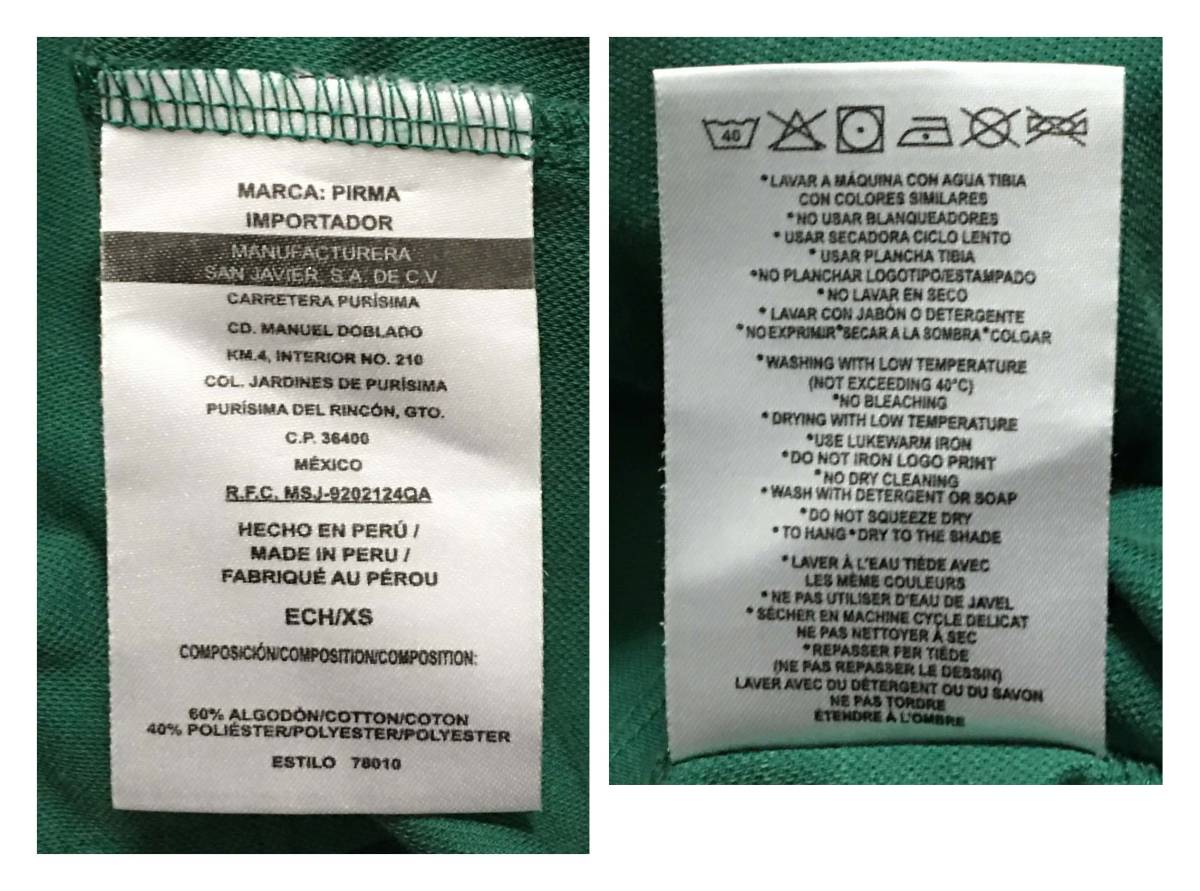 MARCA: PIRMA
IMPORTADOR
MANUFACTURERA
SAN JAVIER, S.A. DE C.V
CARRETERA PURÍSIMA
CD. MANUEL DOBLADO
KM.4, INTERIOR NO. 210
COL. JARDINES DE PURÍSIMA
PURÍSIMA DEL RINCÓN, GTO.
C.P. 36400
MÉXICO
R.F.C. MSJ-9202124QA
HECHO EN PERÚ /
MADE IN PERU /
FABRIQUÉ AU PÉROU
ECH/XS
COMPOSICIÓN/COMPOSITION/COMPOSITION:
60% ALGODÓN/COTTON/COTON
40% POLIÉSTER/POLYESTER/POLYESTER
ESTILO 78010
40
*LAVAR A MÁQUINA CON AGUA TIBIA
CON COLORES SIMILARES
*NO USAR BLANQUEADORES
* USAR SECADORA CICLO LENTO
* USAR PLANCHA TIBIA
*NO PLANCHAR LOGOTIPO/ESTAMPADO
*NO LAVAR EN SECO
* LAVAR CON JABÓN O DETERGENTE
*NO EXPRIMIR*SECAR A LA SOMBRA*COLGAR
*WASHING WITH LOW TEMPERATURE
(NOT EXCEEDING 40°C)
*NO BLEACHING
* DRYING WITH LOW TEMPERATURE
*USE LUKEWARM IRON
*DO NOT IRON LOGO PRINT
*NO DRY CLEANING
* WASH WITH DETERGENT OR SOAP
*DO NOT SQUEEZE DRY
* TO HANG*DRY TO THE SHADE
* LAVER À L'EAU TIÉDE AVEC
LES MÊME COULEURS
* NE PAS UTILISER D'EAU DE JAVEL
* SÉCHER EN MACHINE CYCLE DELICAT
NE PAS NETTOYER À SEC
*REPASSER FER TIÉDE
(NE PAS REPASSER LE DESSIN)
LAVER AVEC DU DÉTERGENT OU DU SAVON
NE PAS TORDRE
ÉTENDRE À L'OMBRE